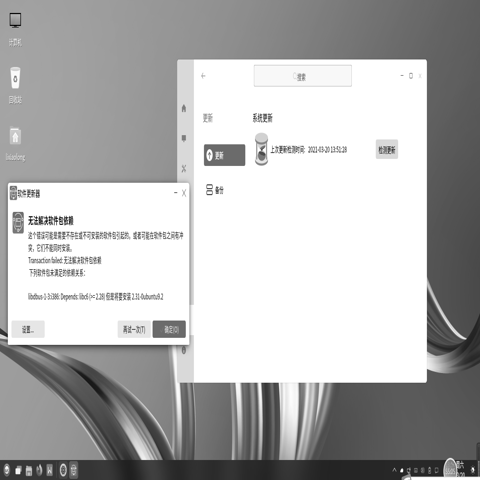 计算机
回收站
搜索
更新
系统更新
更新
上次更新检测时间: 2021-03-20 13:51:28
检测更新
备份
软件更新器
无法解决软件包依赖
这个错误可能是需要不存在或不可安装的软件包引起的，或者可能在软件包之间有冲
突，它们不能同时安装。
Transaction failed: 无法解决软件包依赖
下列软件包未满足的依赖关系：
libdbus-1-3:i386: Depends: libc6 (>= 2.28) 但是将要安装 2.31-0ubuntu9.2
设置...
再试一次(T)
确定(O)